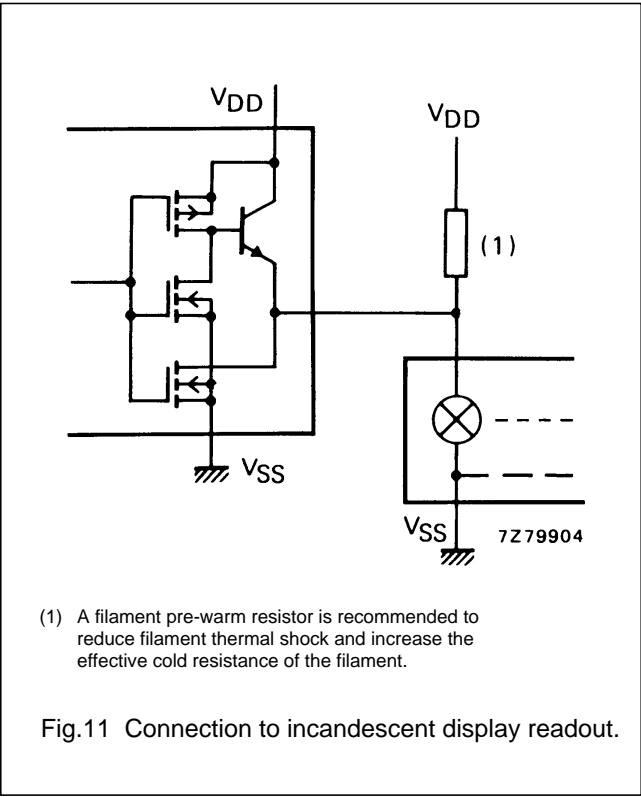 VDD
VDD
(1)
VSS
VSS
7Z79904
(1) A filament pre-warm resistor is recommended to
reduce filament thermal shock and increase the
effective cold resistance of the filament.
Fig.11 Connection to incandescent display readout.